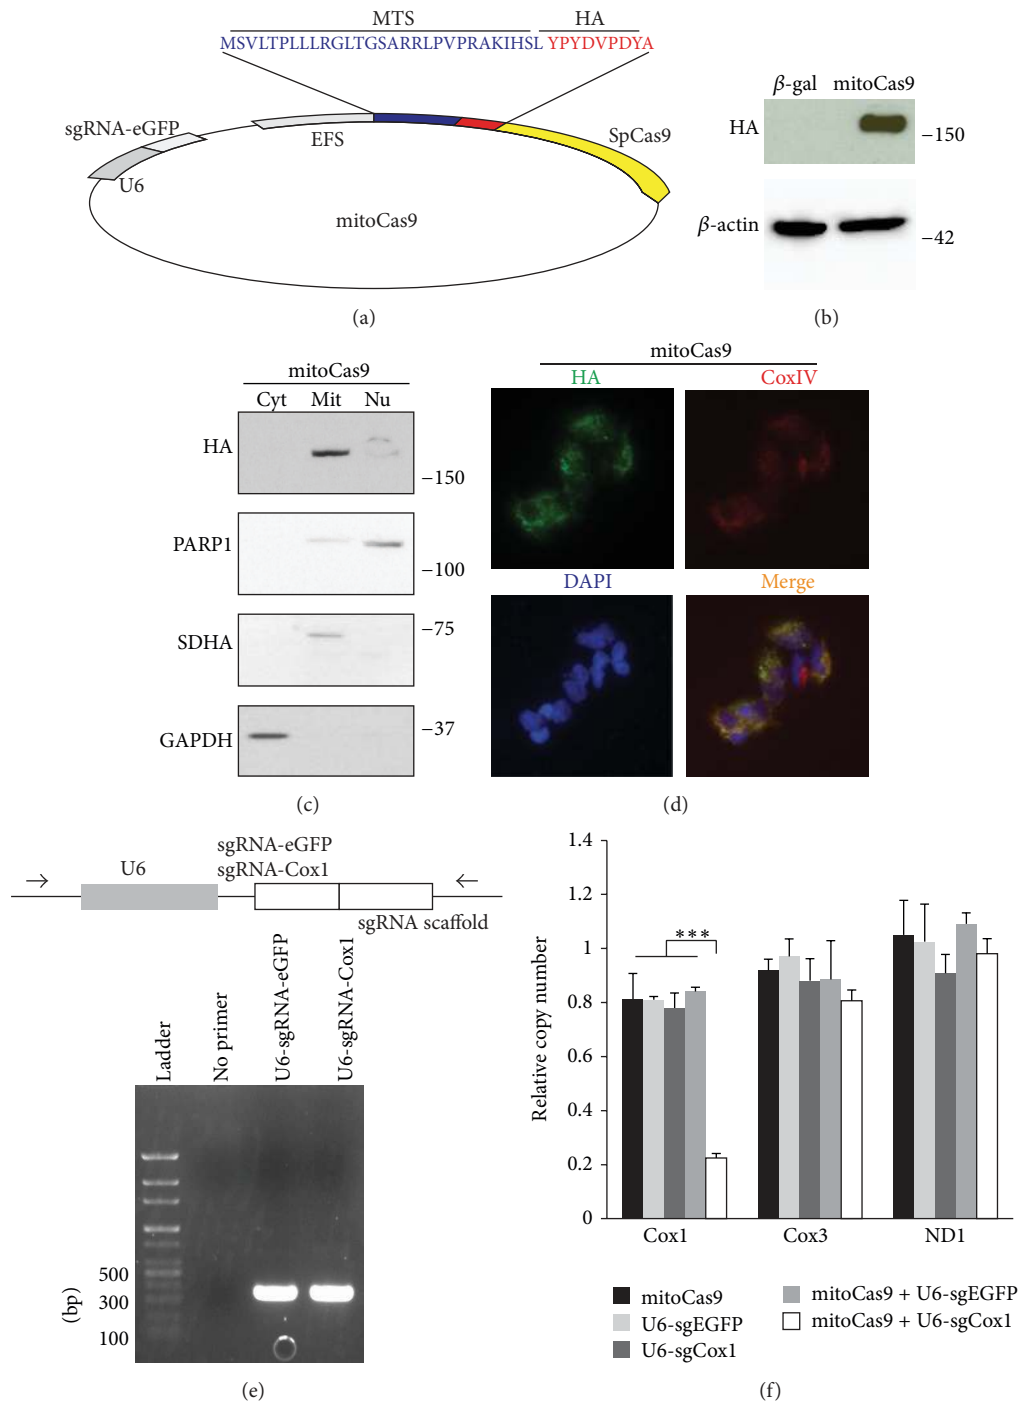 MTS
HA
MSVLTPLLLRGLTGSARRLPVPRAKIHSL YPYDVPDYA
sgRNA-eGFP
U6
EFS
SpCas9
mitoCas9
(a)
β-gal mitoCas9
HA
−150
β-actin
−42
(b)
mitoCas9
Cyt Mit Nu
HA
−150
PARP1
−100
SDHA
−75
GAPDH
−37
(c)
mitoCas9
HA
CoxIV
DAPI
Merge
(d)
U6
sgRNA-eGFP
sgRNA-Cox1
sgRNA scaffold
Ladder
No primer
U6-sgRNA-eGFP
U6-sgRNA-Cox1
500
300
100
(bp)
(e)
Relative copy number
1.4
1.2
1
0.8
0.6
0.4
0.2
0
***
Cox1
Cox3
ND1
mitoCas9
U6-sgEGFP
U6-sgCox1
mitoCas9 + U6-sgEGFP
mitoCas9 + U6-sgCox1
(f)